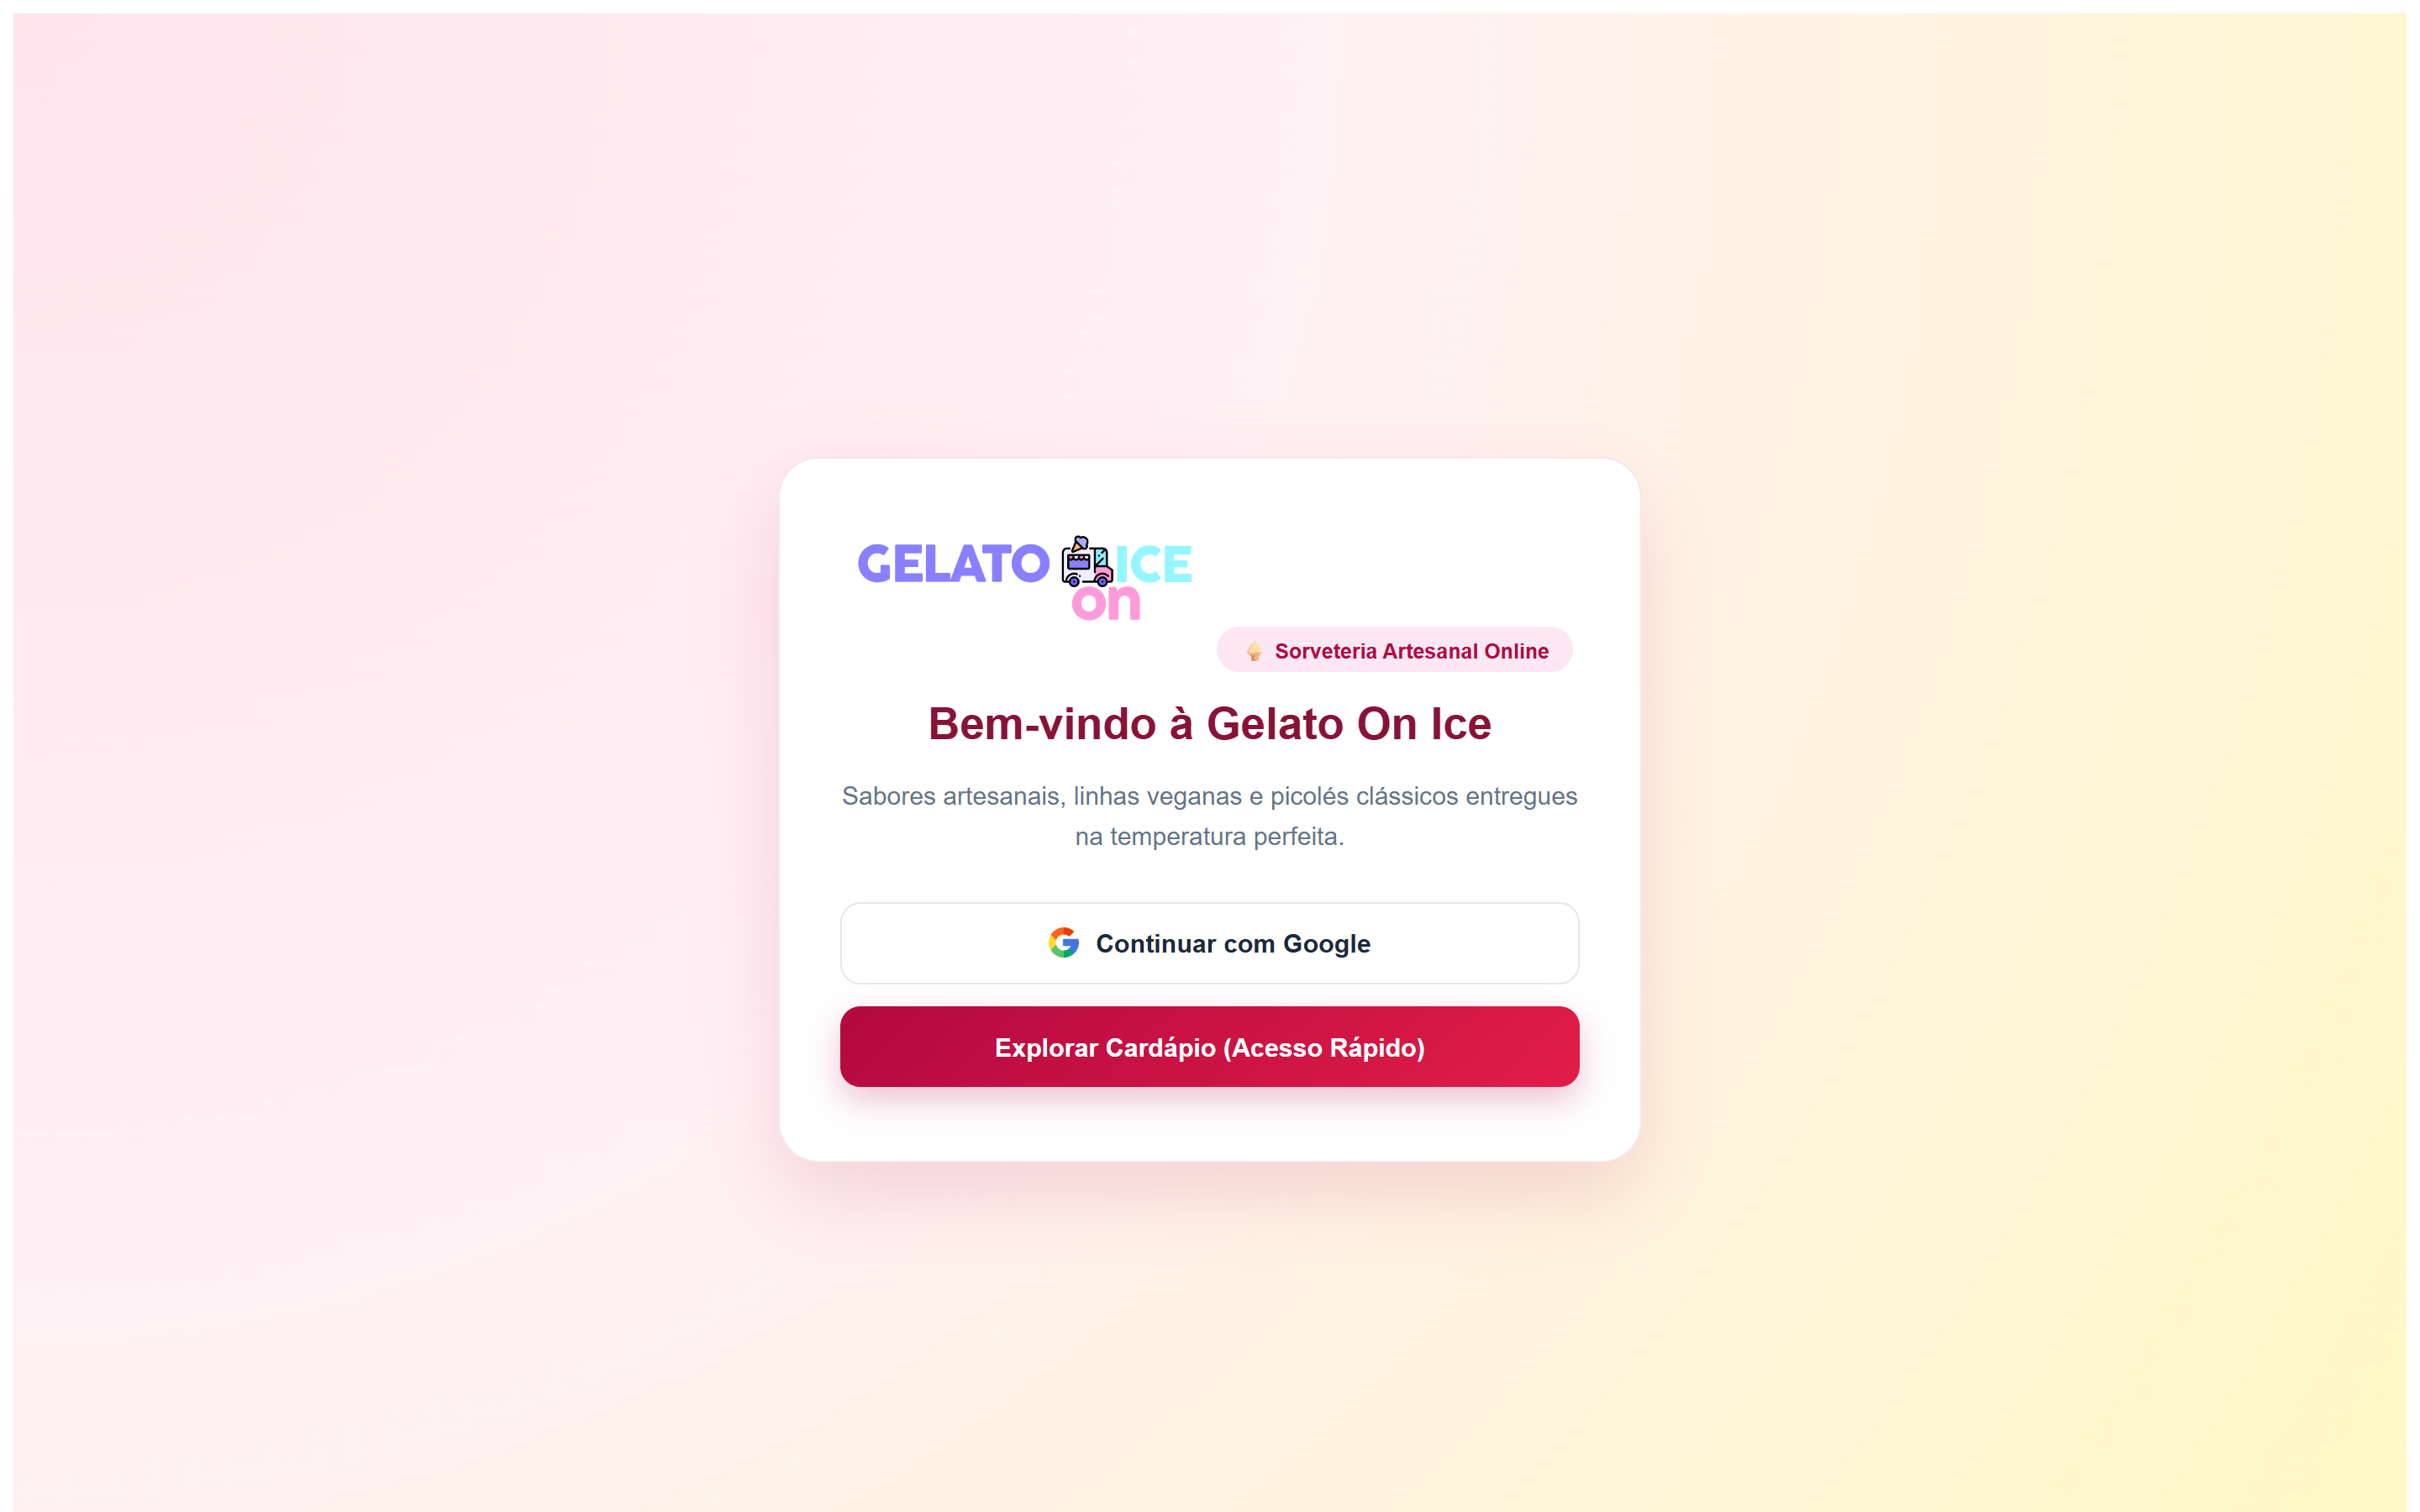 GELATO ICE
on
Sorveteria Artesanal Online
Bem-vindo à Gelato On Ice
Sabores artesanais, linhas veganas e picolés clássicos entregues
na temperatura perfeita.
Continuar com Google
Explorar Cardápio (Acesso Rápido)